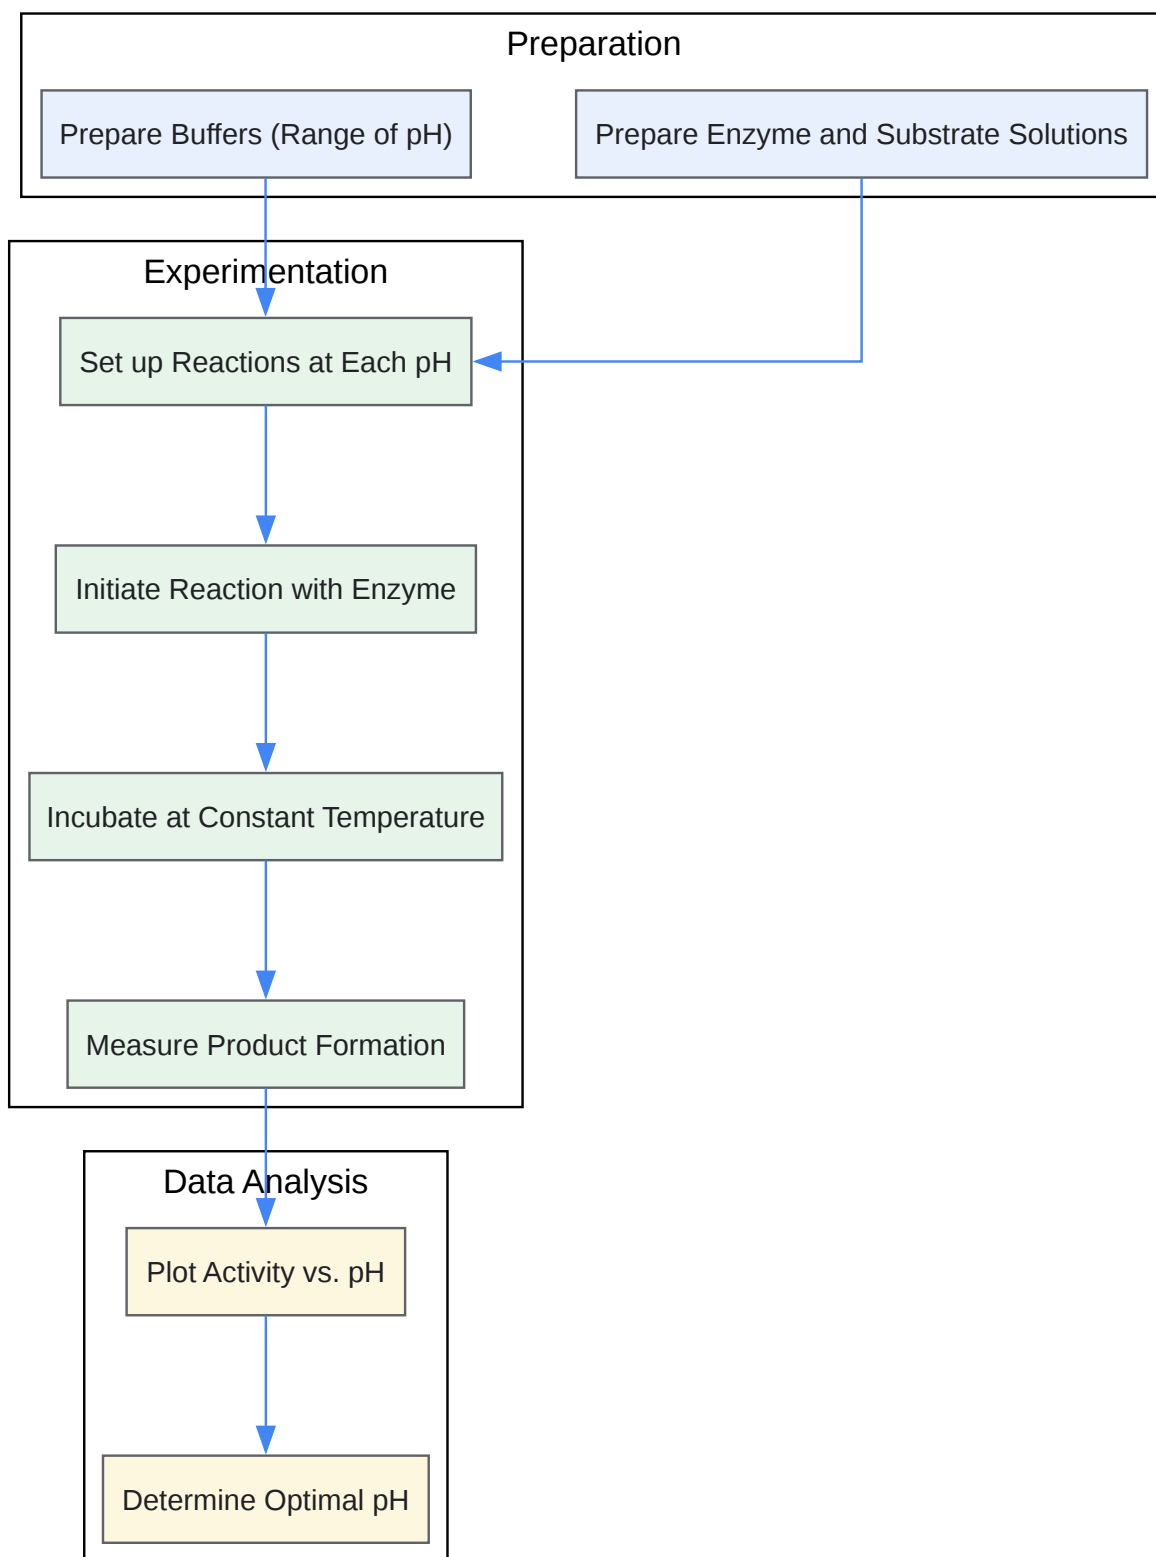 Preparation
Prepare Buffers (Range of pH)
Prepare Enzyme and Substrate Solutions
Experimentation
Set up Reactions at Each pH
Initiate Reaction with Enzyme
Incubate at Constant Temperature
Measure Product Formation
Data Analysis
Plot Activity vs. pH
Determine Optimal pH